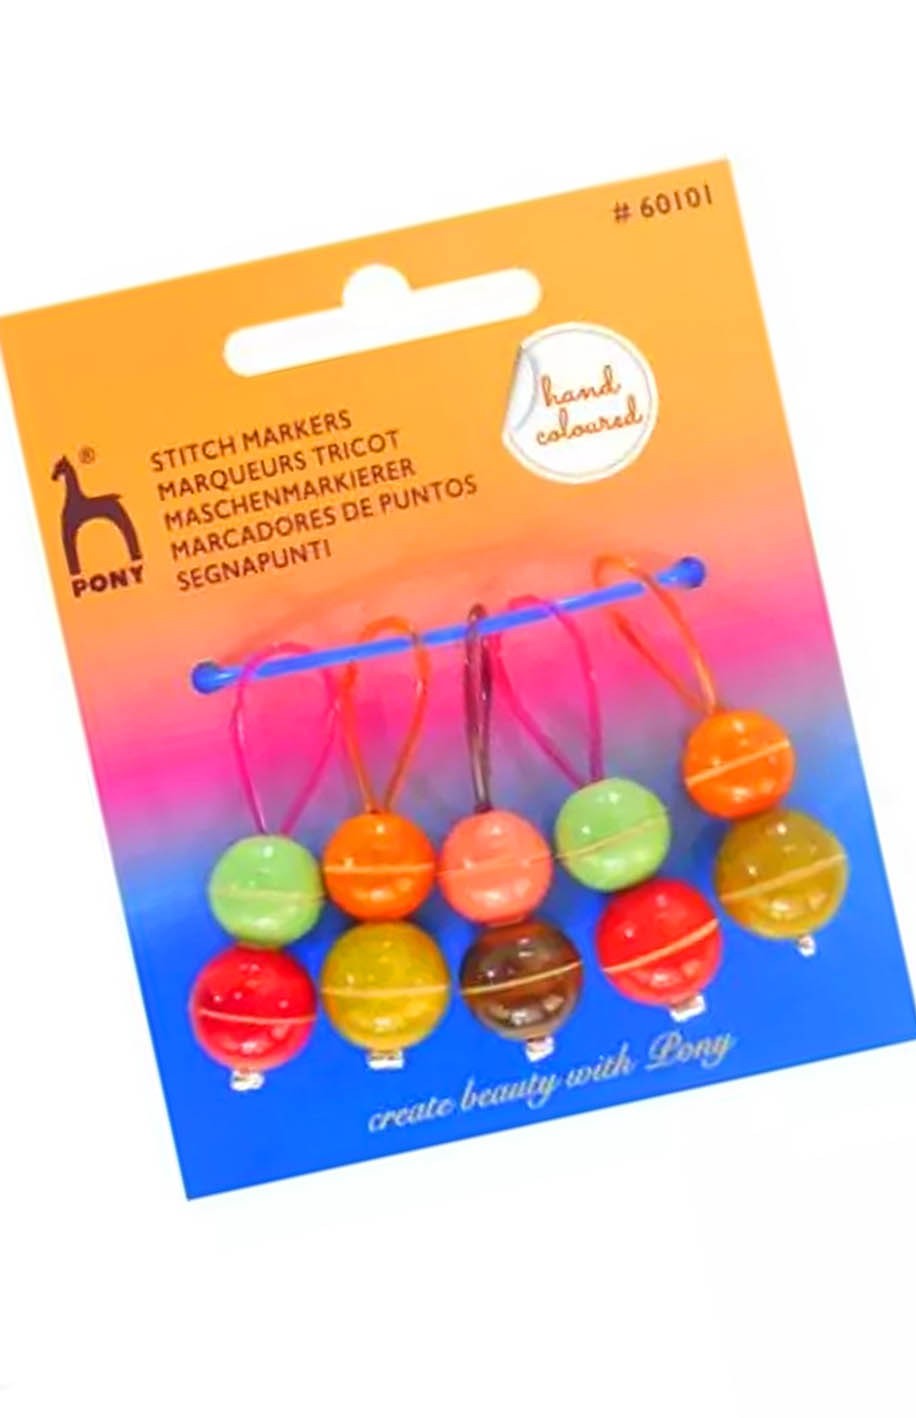 # 60101
hand
coloured
STITCH MARKERS
MARQUEURS TRICOT
MASCHENMARKIERER
MARCADORES DE PUNTOS
SEGNAPUNTI
®
PONY
create beauty with Pony